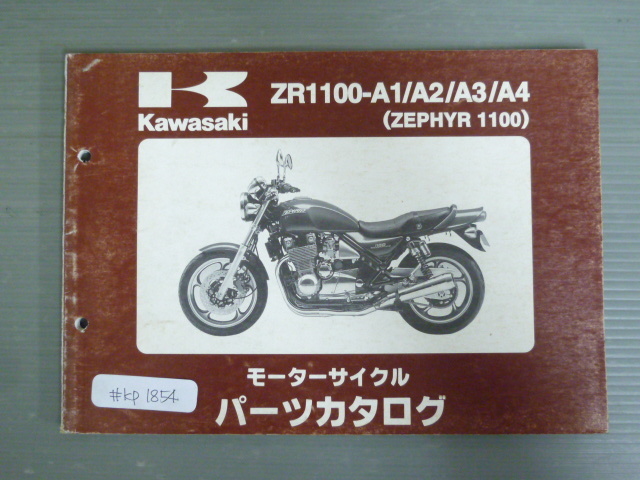 Kawasaki
ZR1100-A1/A2/A3/A4
(ZEPHYR 1100)
モーターサイクル
パーツカタログ
#kp 1854